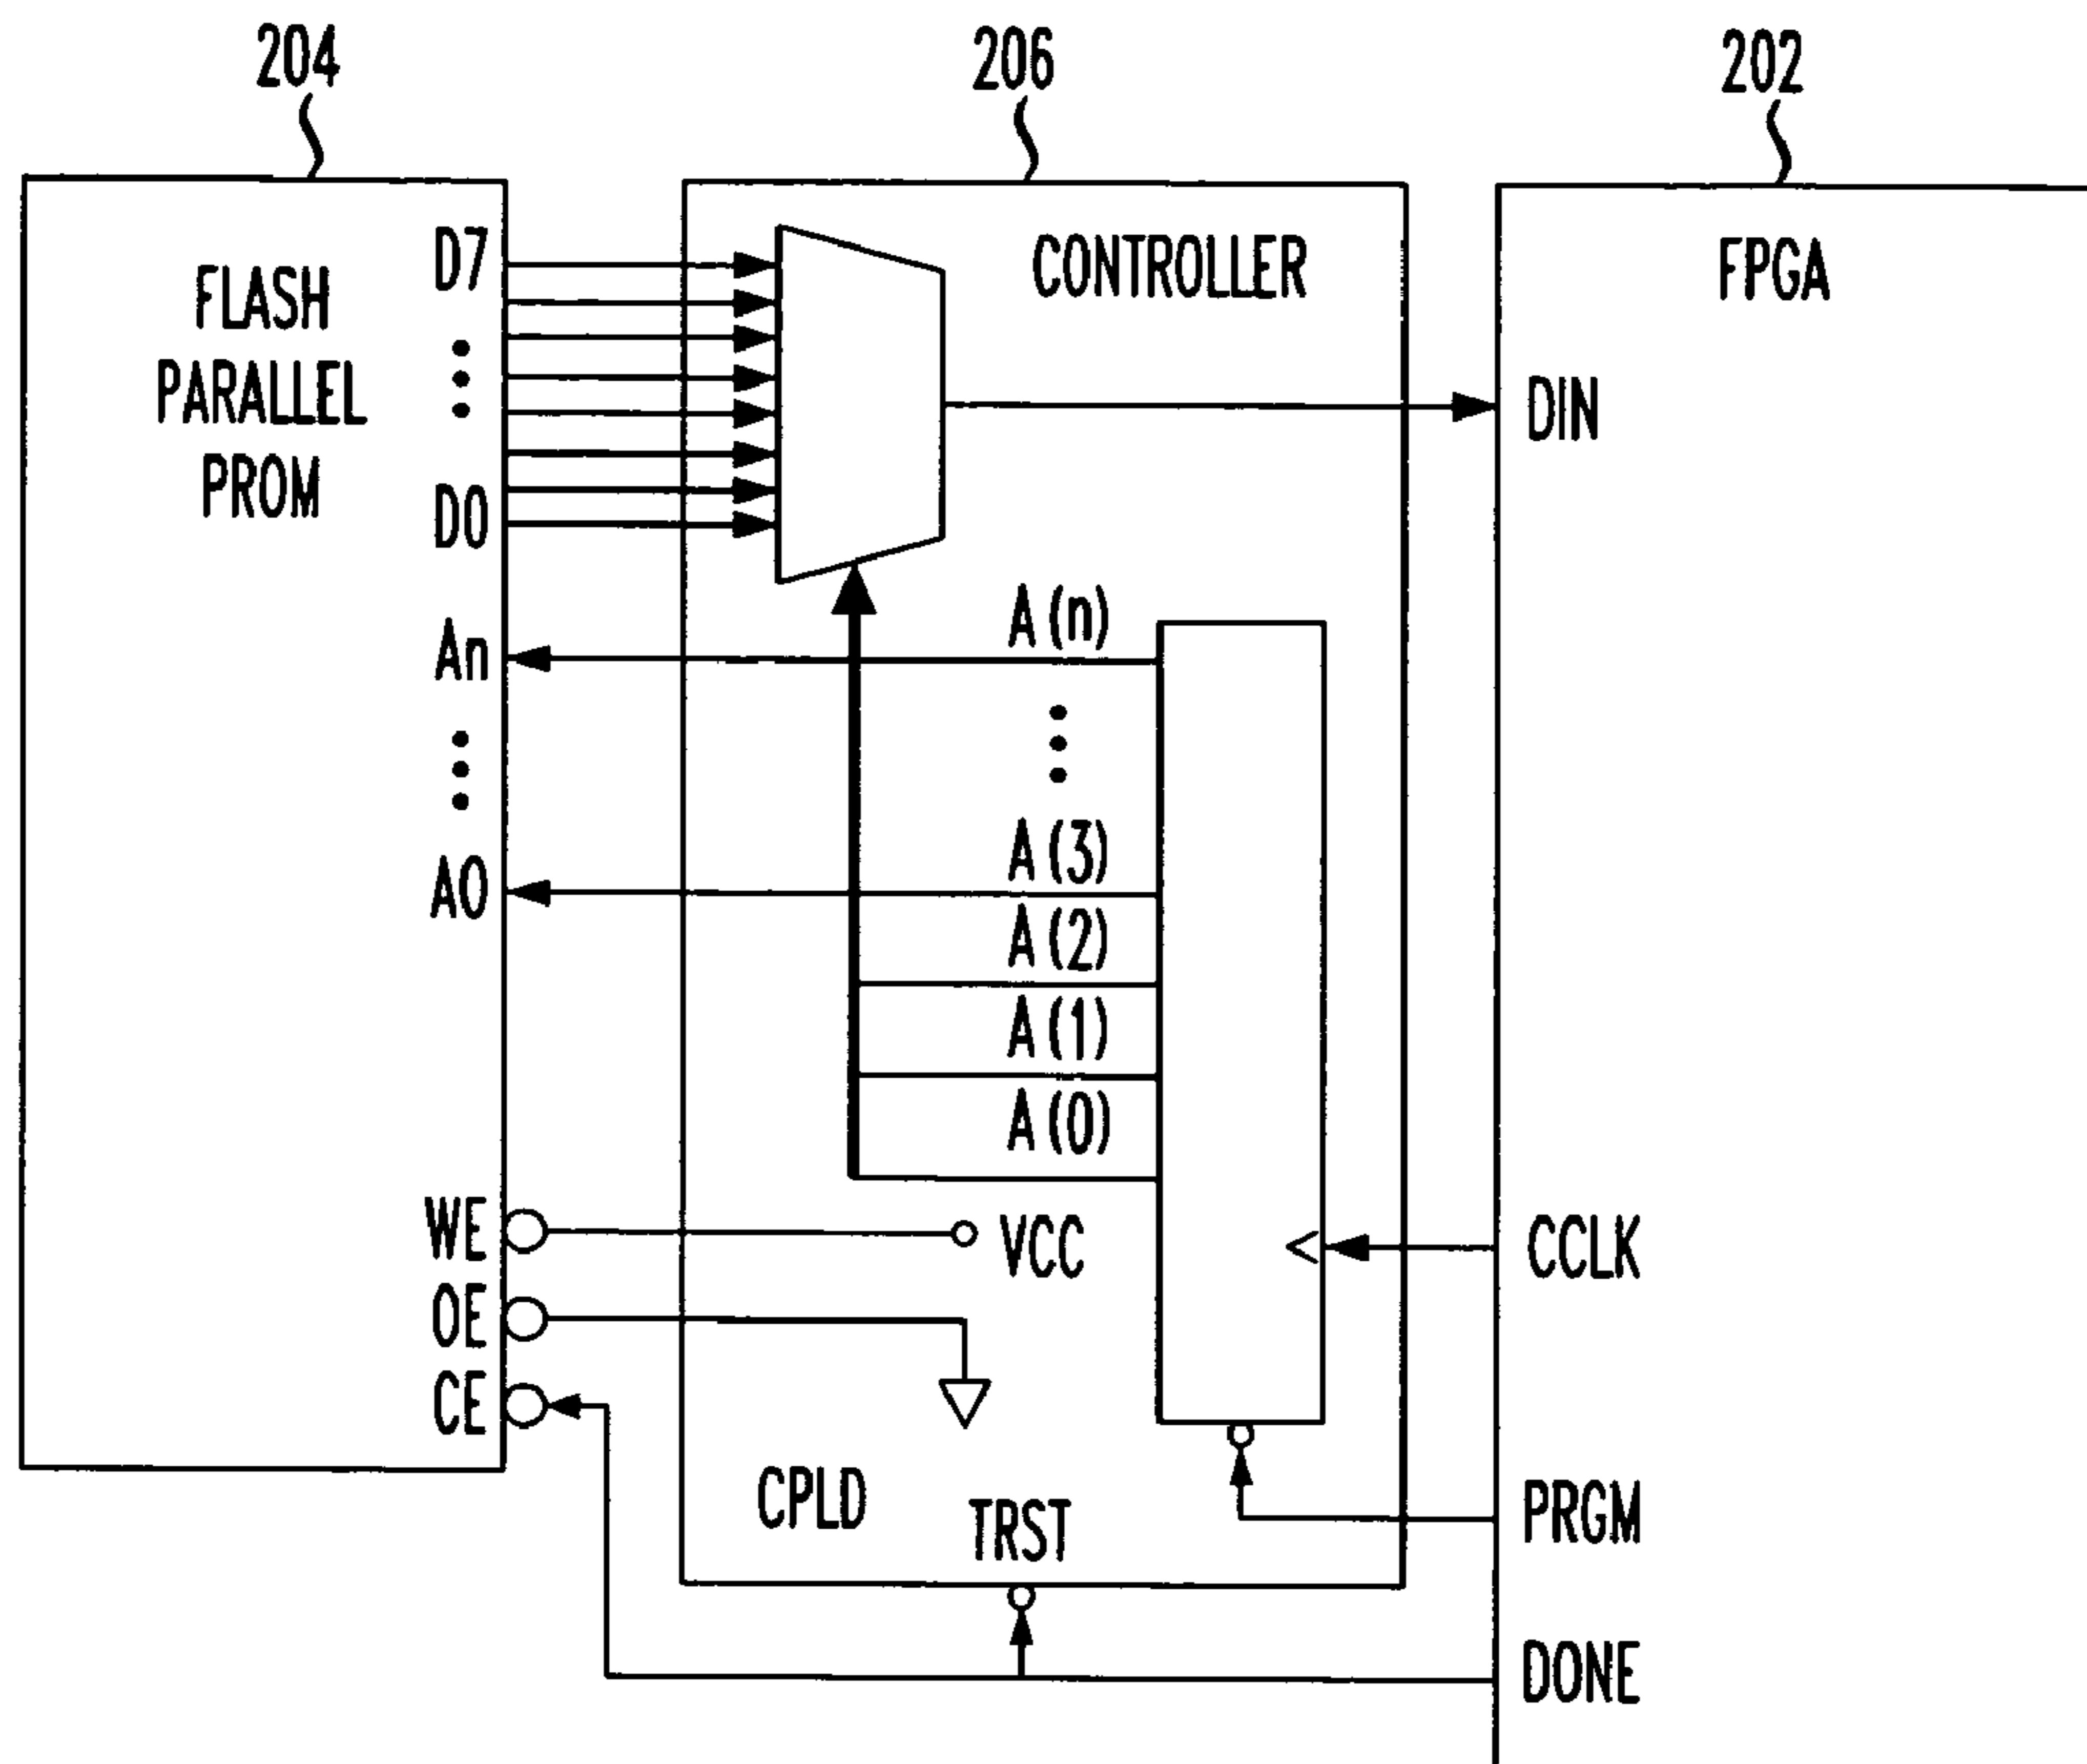 204
206
202
FLASH
PARALLEL
PROM
D7
D0
An
A0
WE
OE
CE
CONTROLLER
A(n)
A(3)
A(2)
A(1)
A(0)
VCC
CPLD
TRST
FPGA
DIN
CCLK
PRGM
DONE